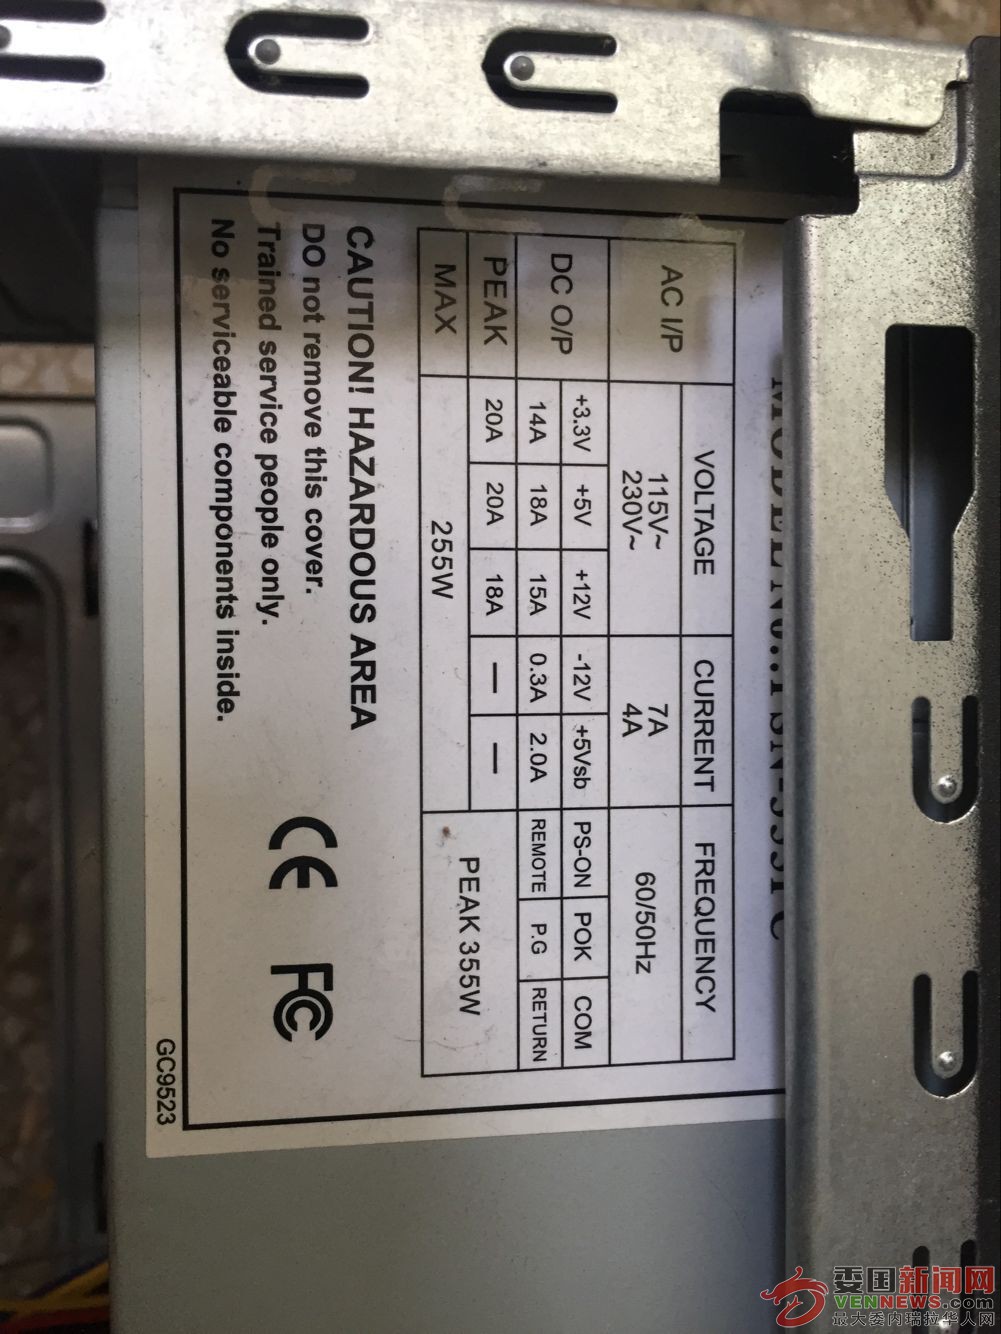 VOLTAGE CURRENT FREQUENCY
AC I/P 115V~ 7A 60/50Hz
230V~ 4A
DC O/P +3.3V +5V +12V -12V +5Vsb PS-ON POK COM
14A 18A 15A 0.3A 2.0A REMOTE P.G RETURN
PEAK 20A 20A 18A — — PEAK 355W
MAX 255W
CAUTION! HAZARDOUS AREA
DO not remove this cover.
Trained service people only.
No serviceable components inside.
CE FC
GC9523
委国新闻网
VENNEWS.com
最大委内瑞拉华人网